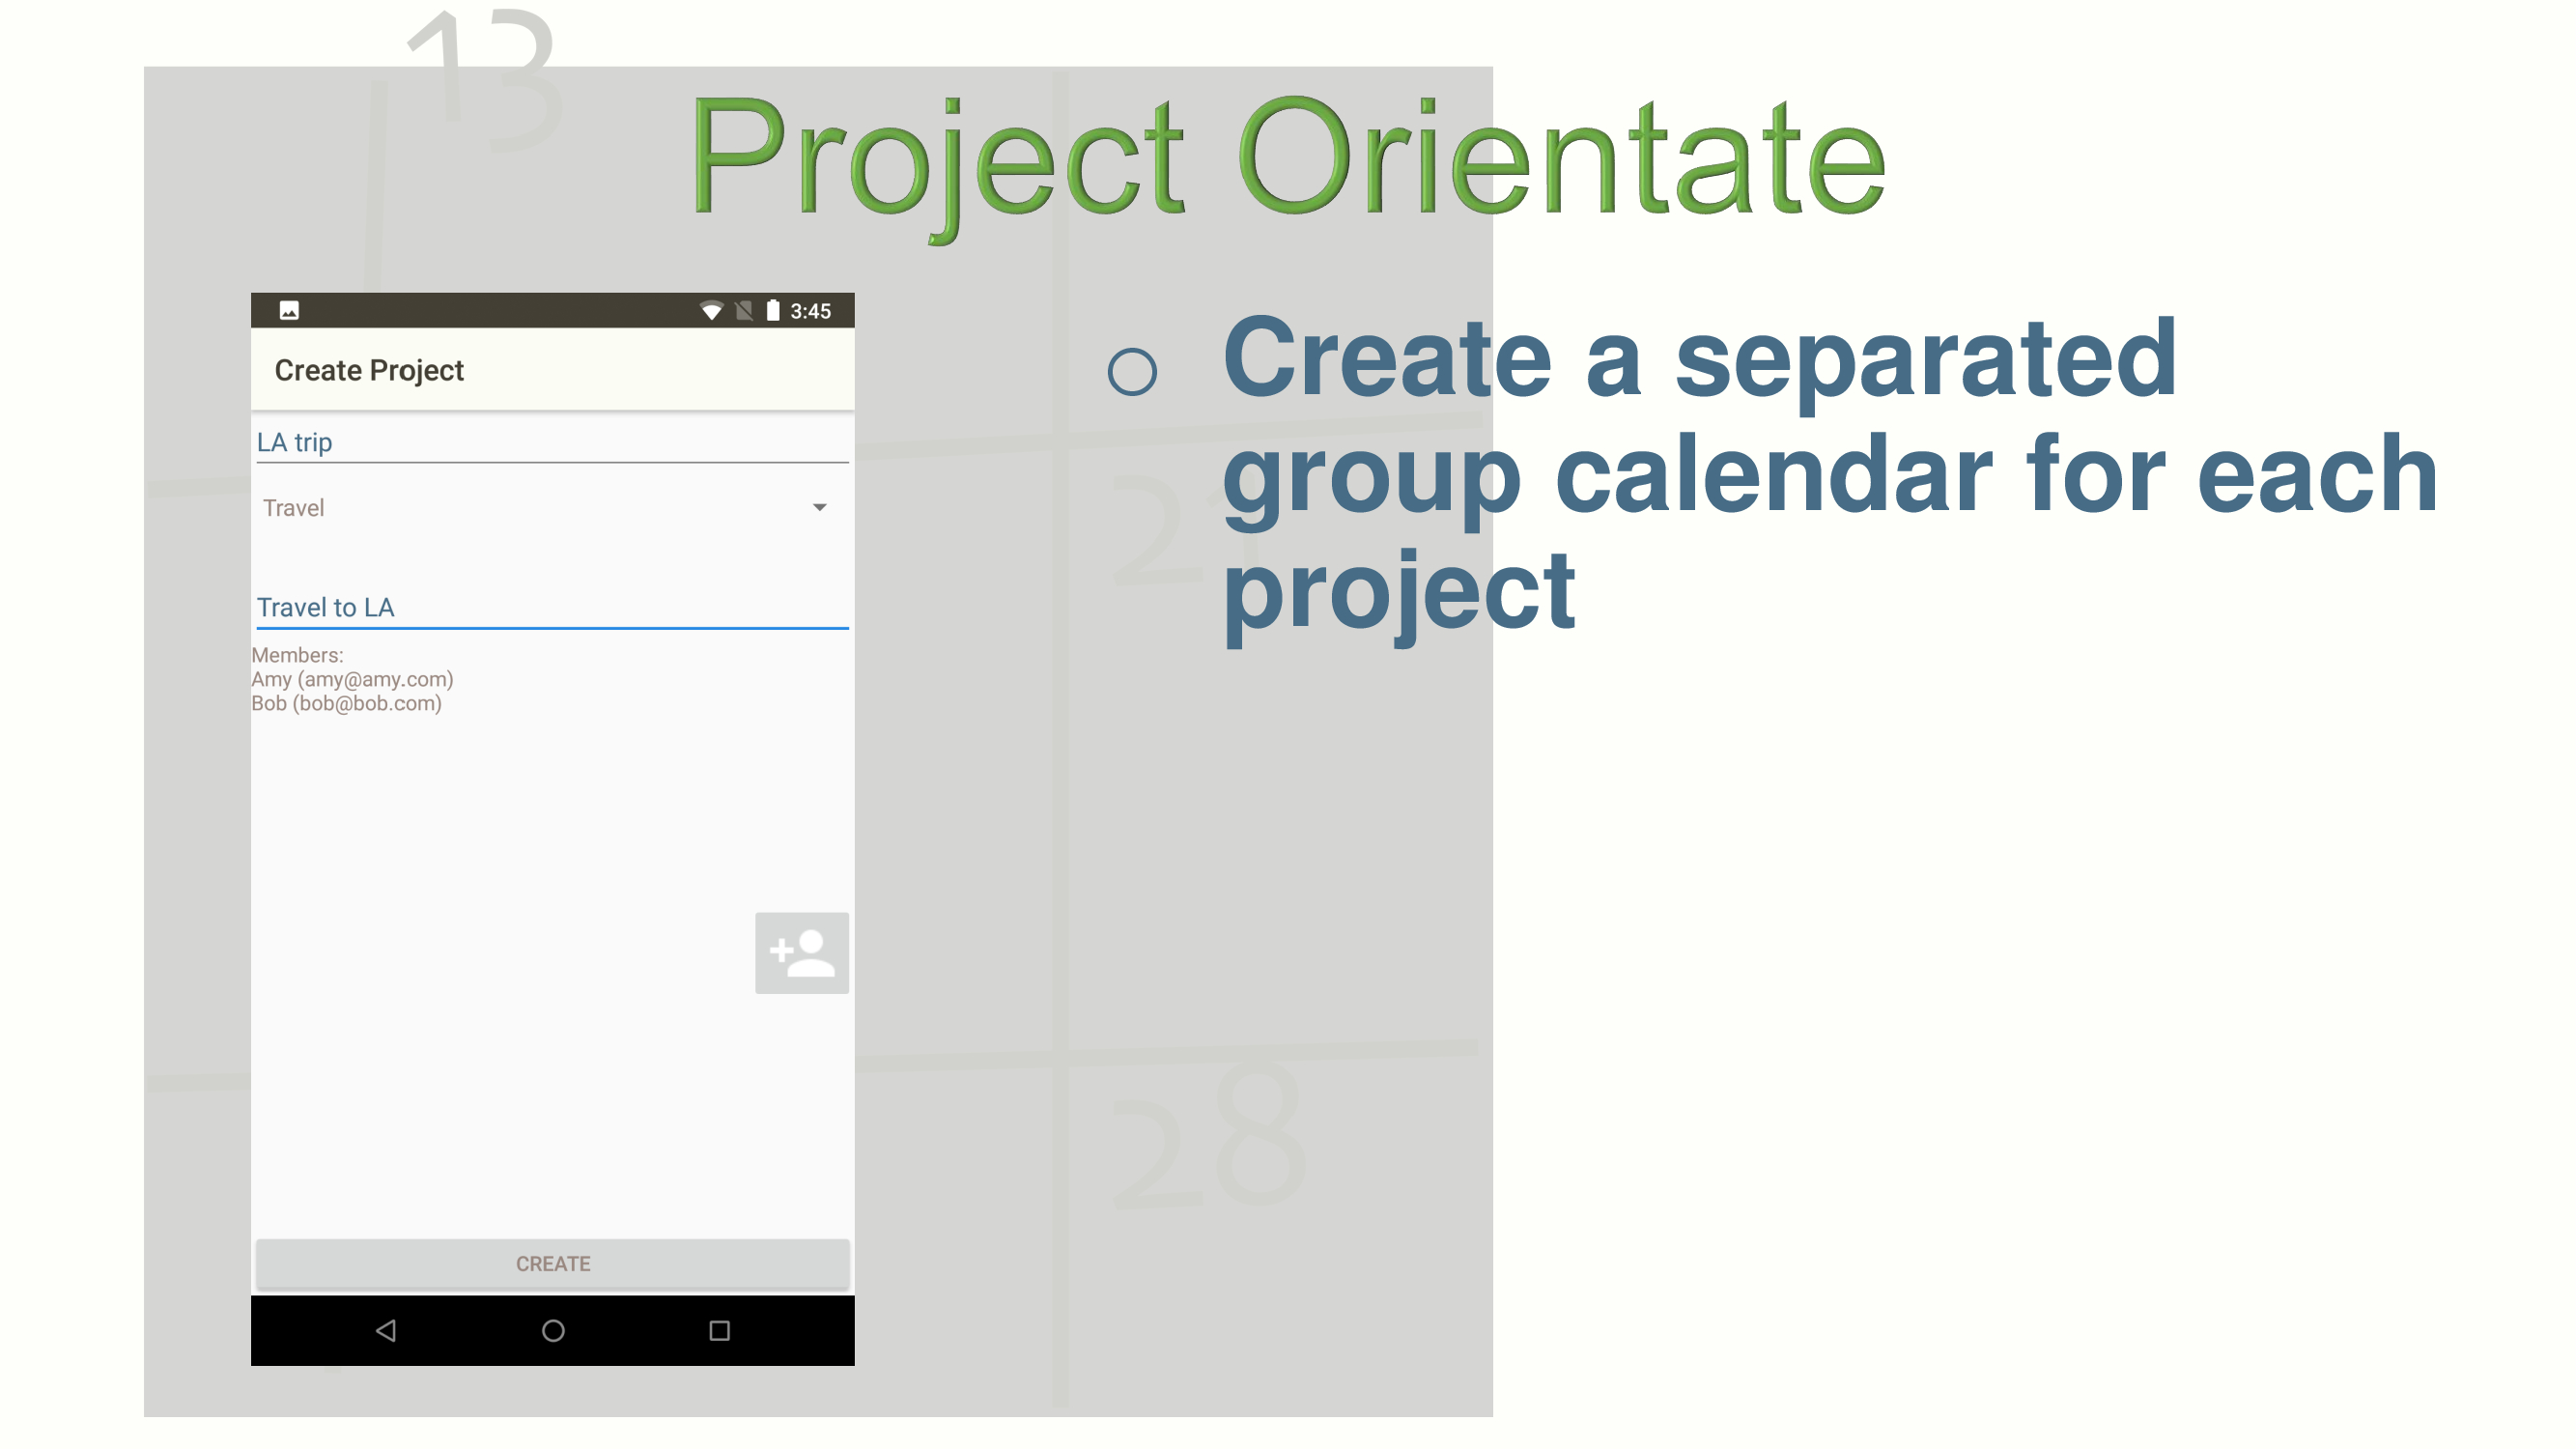 13
Project Orientate
3:45
Create Project
LA trip
Travel
Travel to LA
Members:
Amy (amy@amy.com)
Bob (bob@bob.com)
CREATE
Create a separated
group calendar for each
project
21
28